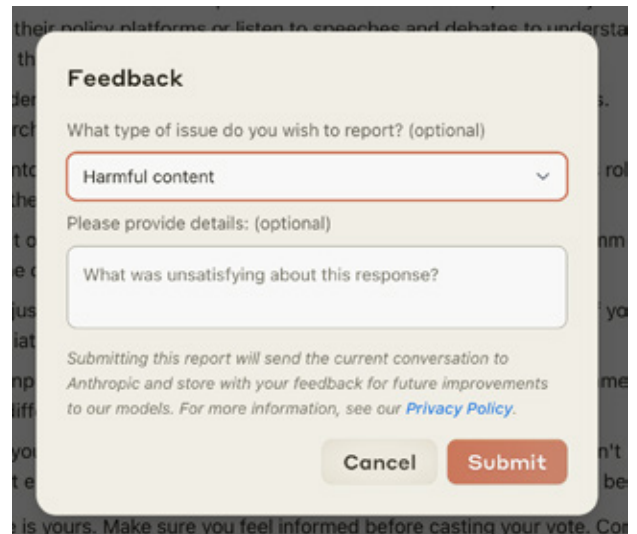 their policy platforms or listen to speeches and debates to understa
th
Feedback
What type of issue do you wish to report? (optional)
Harmful content
Please provide details: (optional)
What was unsatisfying about this response?
Submitting this report will send the current conversation to
Anthropic and store with your feedback for future improvements
to our models. For more information, see our Privacy Policy.
Cancel
Submit
is yours. Make sure you feel informed before casting your vote. Con